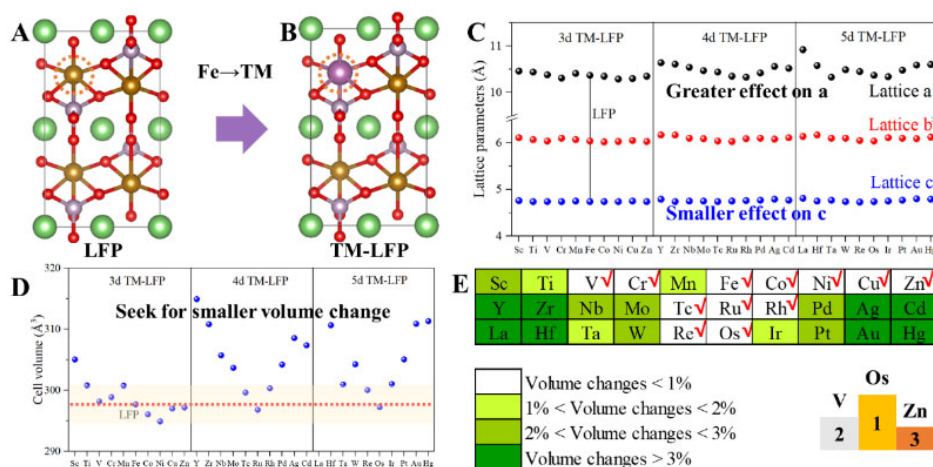 A
B
Fe→TM
LFP
TM-LFP
C
3d TM-LFP 4d TM-LFP 5d TM-LFP
Lattice parameters (Å)
10.5
6
5
4
Greater effect on a
Lattice a
LFP
Lattice b
Lattice c
Smaller effect on c
Sc Ti V Cr Mn Fe Co Ni Cu Zn Y Zr Nb Mo Tc Ru Rh Pd Ag Cd La Hf Ta W Re Os Ir Pt Au Hg
D
3d TM-LFP 4d TM-LFP 5d TM-LFP
Seek for smaller volume change
Cell volume (Å³)
320
310
300
290
LFP
Sc Ti V Cr Mn Fe Co Ni Cu Zn Y Zr Nb Mo Tc Ru Rh Pd Ag Cd La Hf Ta W Re Os Ir Pt Au Hg
E
Sc Ti V√ Cr√ Mn Fe√ Co√ Ni√ Cu√ Zn√
Y Zr Nb Mo Tc√ Ru√ Rh√ Pd Ag Cd
La Hf Ta W Re√ Os√ Ir Pt Au Hg
Volume changes < 1%
1% < Volume changes < 2%
2% < Volume changes < 3%
Volume changes > 3%
Os
V
Zn
1
2
3